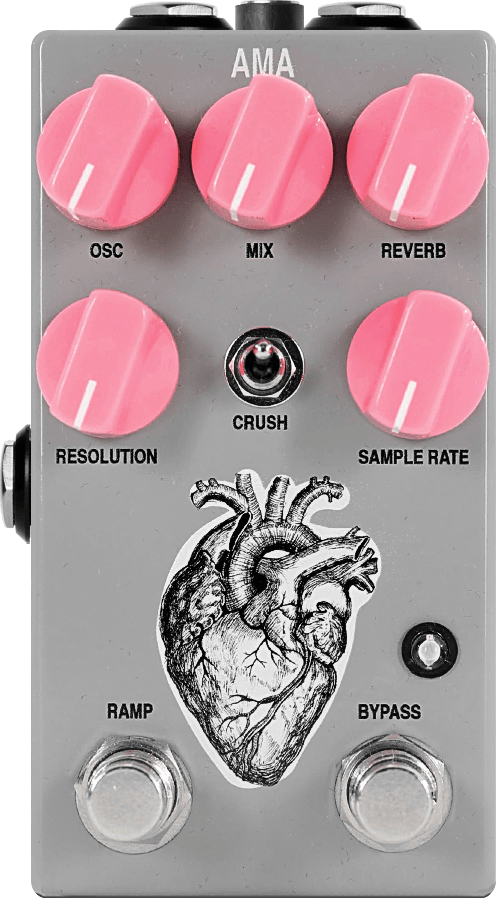 AMA
OSC MIX REVERB
CRUSH
RESOLUTION SAMPLE RATE
RAMP BYPASS